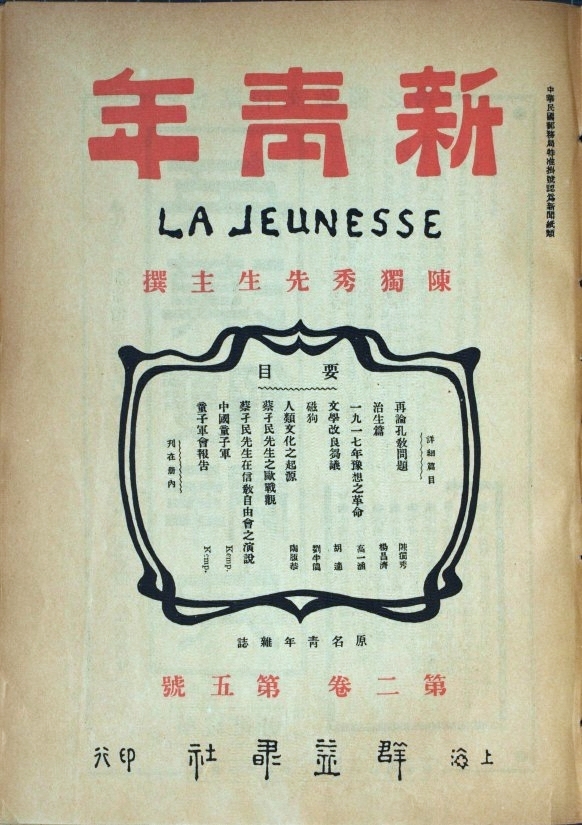 中華民國郵務局特准掛號認爲新聞紙類
新青年
LA JEUNESSE
陳獨秀先生主撰
要目
詳細篇目
再論孔敎問題 陳獨秀
治生篇 楊昌濟
一九一七年豫想之革命 高一涵
文學改良芻議 胡適
磁狗 劉半儂
人類文化之起源 陶履恭
蔡孑民先生之歐戰觀
蔡孑民先生在信敎自由會之演說
中國童子軍 Kemp.
童子軍會報告 Kemp.
列在册內
原名青年雜誌
第二卷 第五號
上海 群益書社 印行